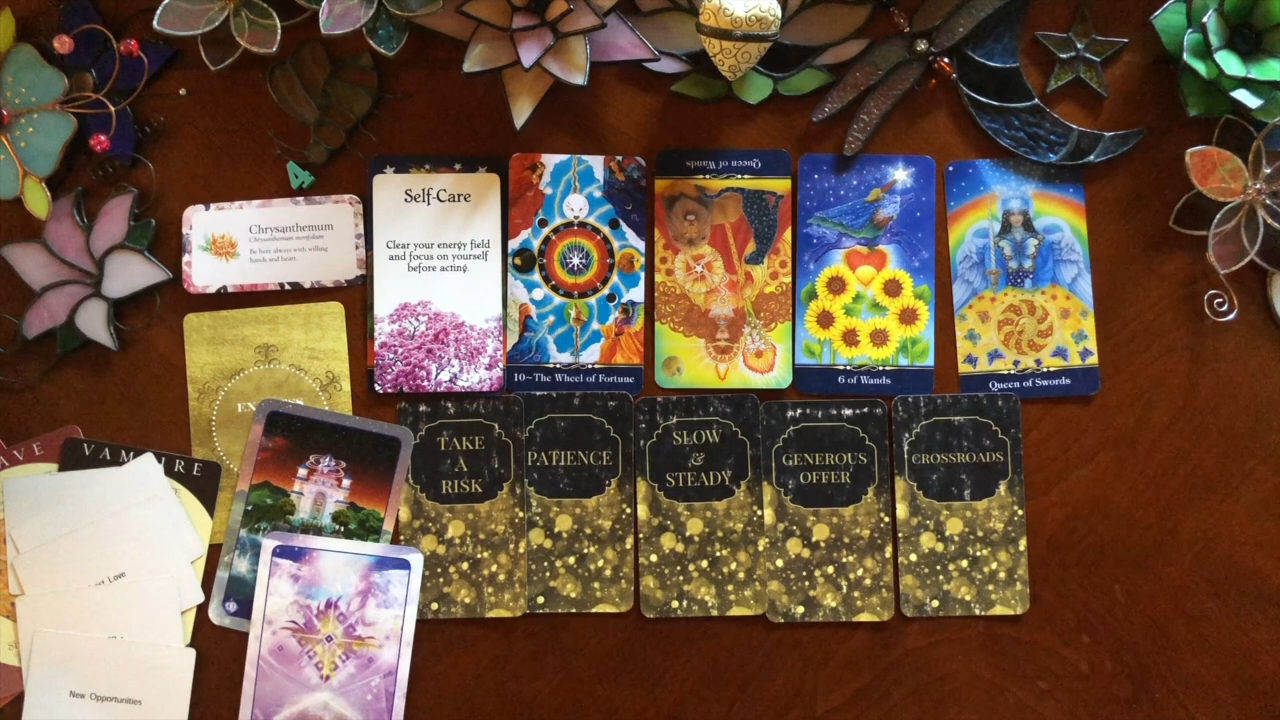 4
Chrysanthemum
Chrysanthemum morifolium
Be here always with willing
hands and heart.
Self-Care
Clear your energy field
and focus on yourself
before acting.
10~The Wheel of Fortune
Queen of Wands
6 of Wands
Queen of Swords
TAKE
A
RISK
PATIENCE
SLOW
&
STEADY
GENEROUS
OFFER
CROSSROADS
VAMPIRE
Love
New Opportunities